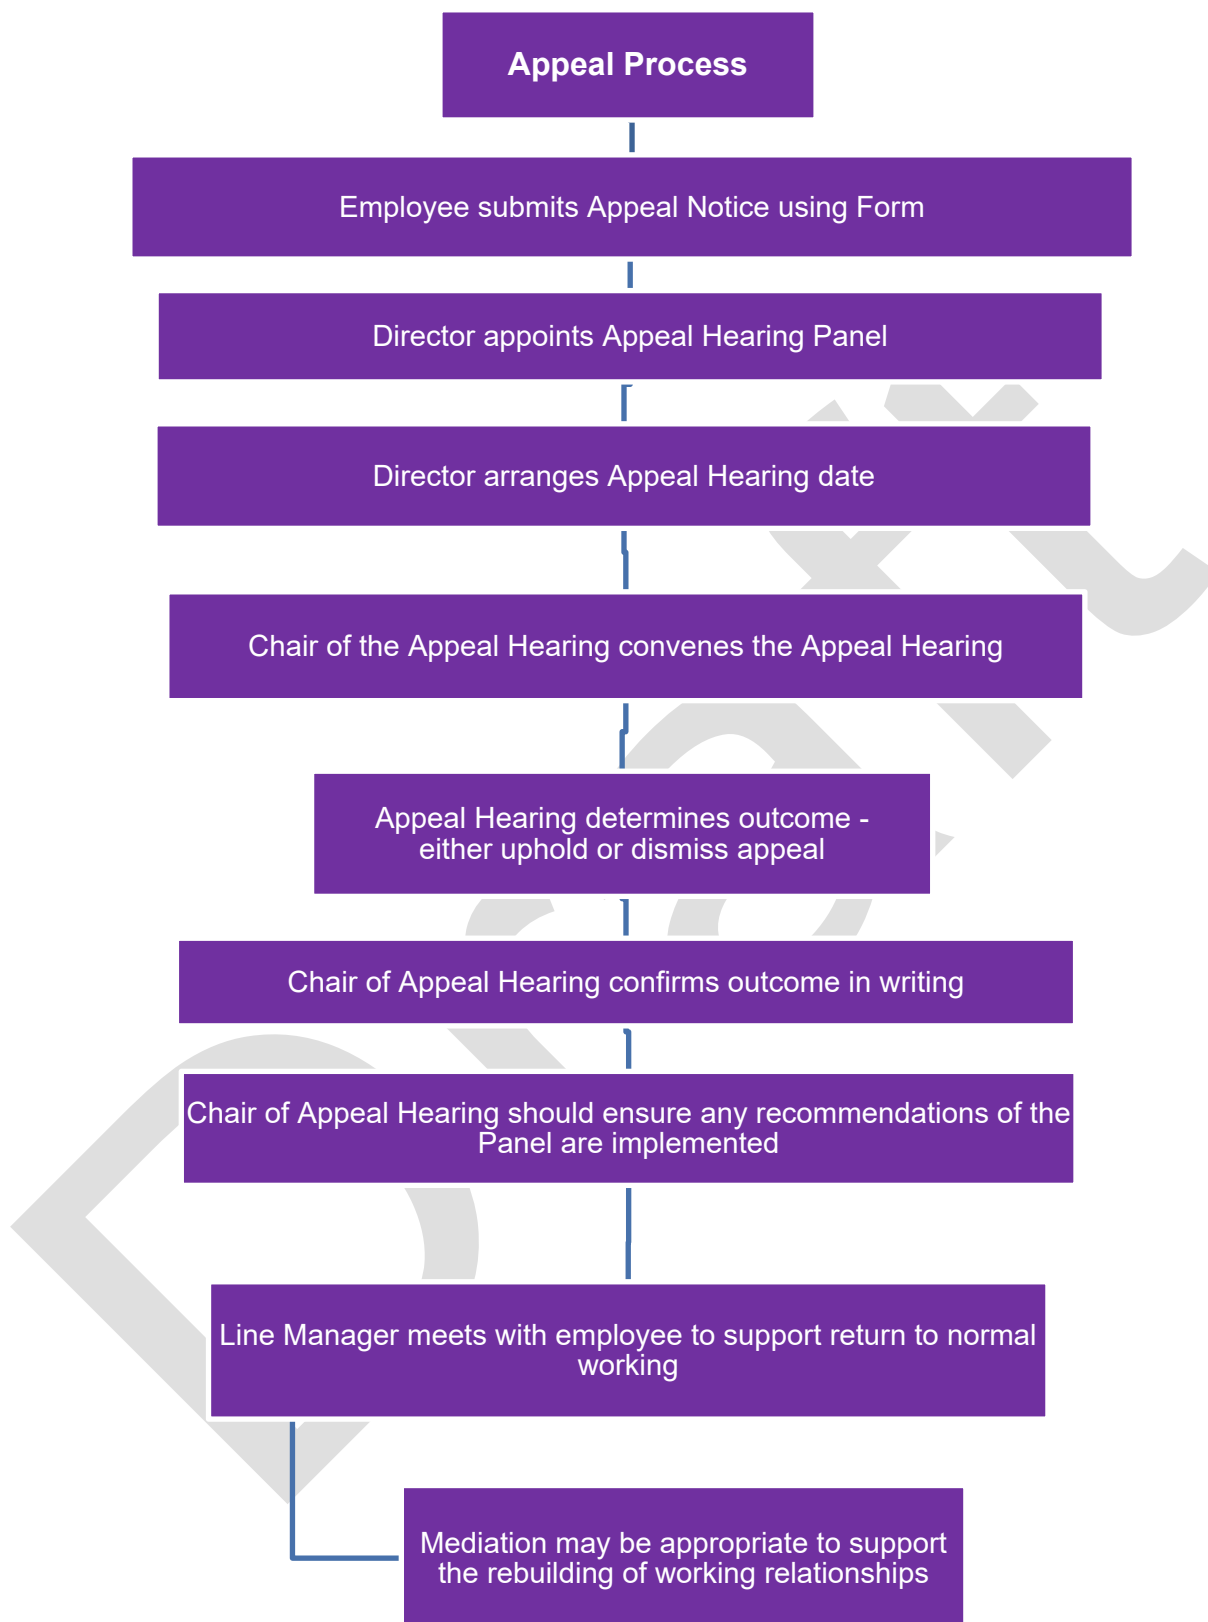 Appeal Process
Employee submits Appeal Notice using Form
Director appoints Appeal Hearing Panel
Director arranges Appeal Hearing date
Chair of the Appeal Hearing convenes the Appeal Hearing
Appeal Hearing determines outcome -
either uphold or dismiss appeal
Chair of Appeal Hearing confirms outcome in writing
Chair of Appeal Hearing should ensure any recommendations of the
Panel are implemented
Line Manager meets with employee to support return to normal
working
Mediation may be appropriate to support
the rebuilding of working relationships